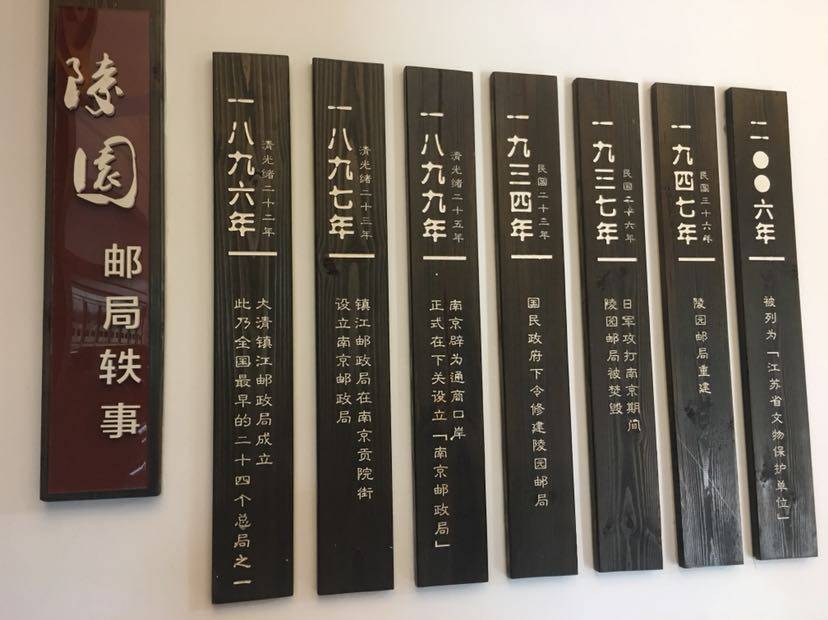 陵園
邮局轶事
一八九六年
清光绪二十二年
大清镇江邮政局成立
此乃全国最早的二十四个总局之一
一八九七年
清光绪二十三年
镇江邮政局在南京贡院街
设立南京邮政局
一八九九年
清光绪二十五年
南京辟为通商口岸
正式在下关设立「南京邮政局」
一九三四年
民国二十三年
国民政府下令修建陵园邮局
一九三七年
民国二十六年
日军攻打南京期间
陵园邮局被焚毁
一九四七年
民国三十六年
陵园邮局重建
二〇〇六年
被列为「江苏省文物保护单位」